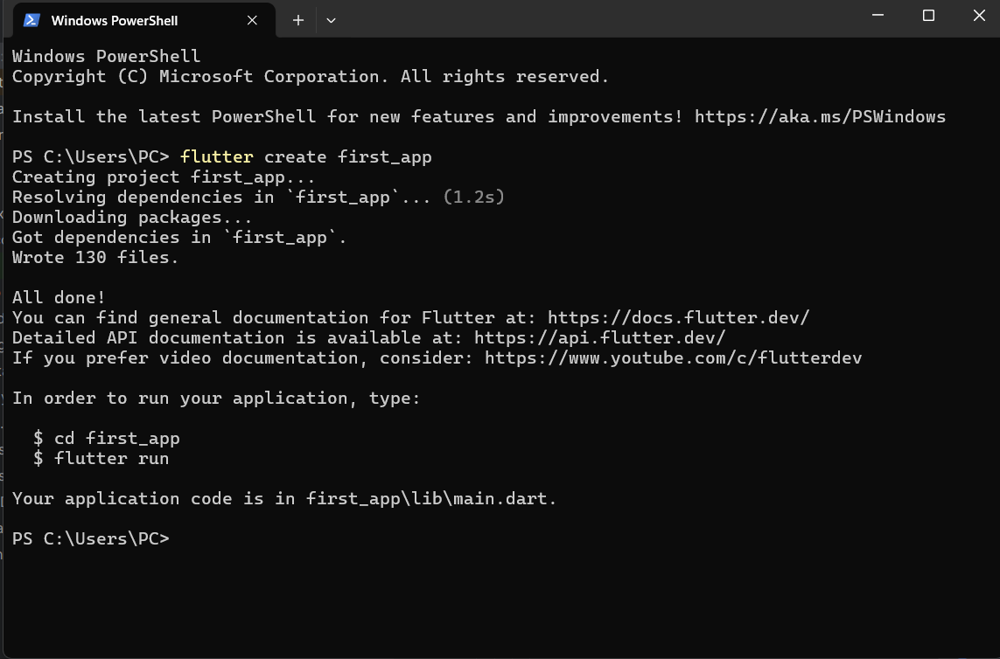 Windows PowerShell
Windows PowerShell
Copyright (C) Microsoft Corporation. All rights reserved.
Install the latest PowerShell for new features and improvements! https://aka.ms/PSWindows
PS C:\Users\PC> flutter create first_app
Creating project first_app...
Resolving dependencies in `first_app`... (1.2s)
Downloading packages...
Got dependencies in `first_app`.
Wrote 130 files.
All done!
You can find general documentation for Flutter at: https://docs.flutter.dev/
Detailed API documentation is available at: https://api.flutter.dev/
If you prefer video documentation, consider: https://www.youtube.com/c/flutterdev
In order to run your application, type:
$ cd first_app
$ flutter run
Your application code is in first_app\lib\main.dart.
PS C:\Users\PC>